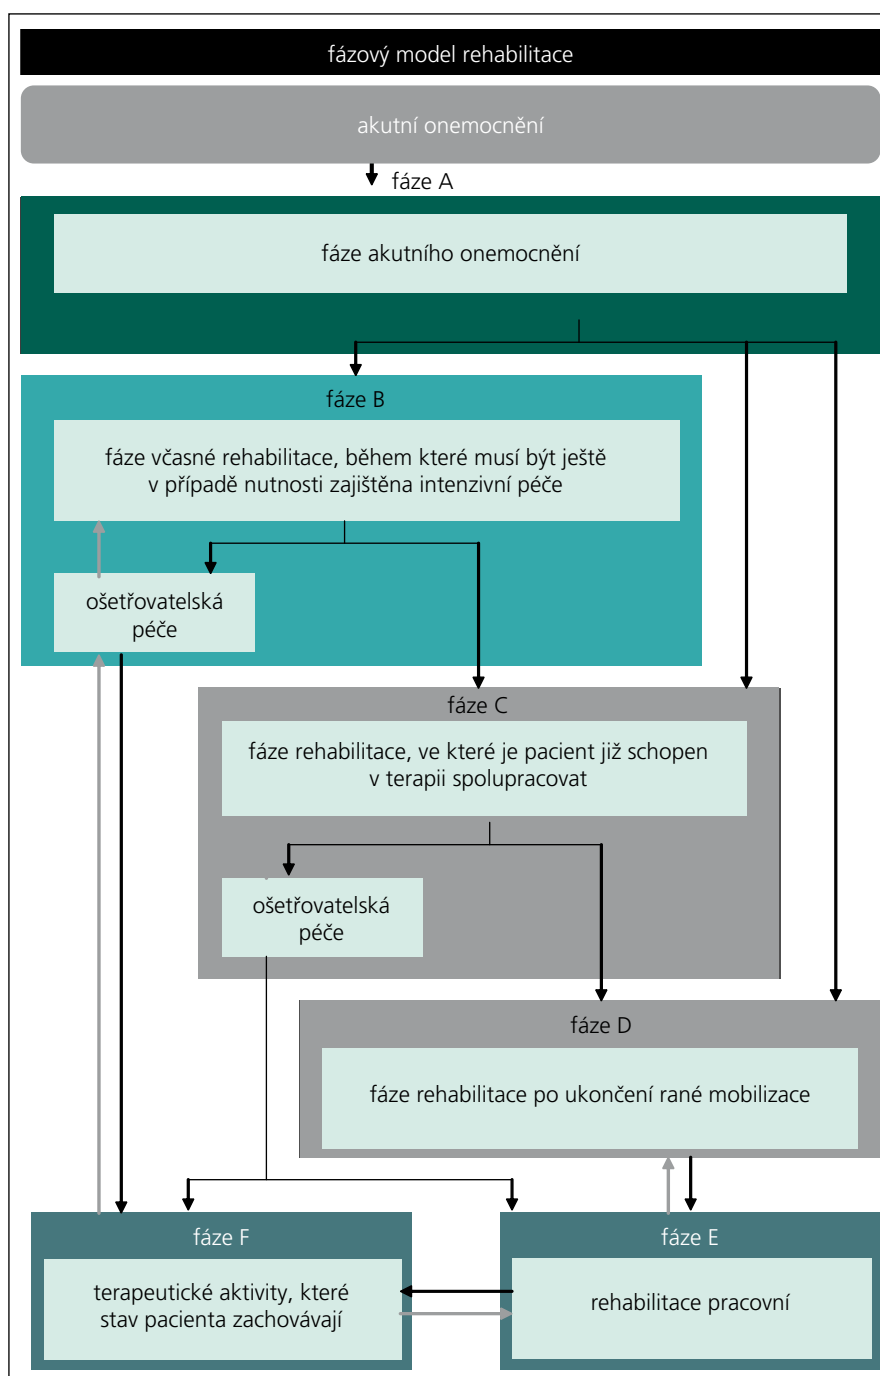 fázový model rehabilitace
akutní onemocnění
fáze A
fáze akutního onemocnění
fáze B
fáze včasné rehabilitace, během které musí být ještě
v případě nutnosti zajištěna intenzivní péče
ošetřovatelská
péče
fáze C
fáze rehabilitace, ve které je pacient již schopen
v terapii spolupracovat
ošetřovatelská
péče
fáze D
fáze rehabilitace po ukončení rané mobilizace
fáze F
terapeutické aktivity, které
stav pacienta zachovávají
fáze E
rehabilitace pracovní